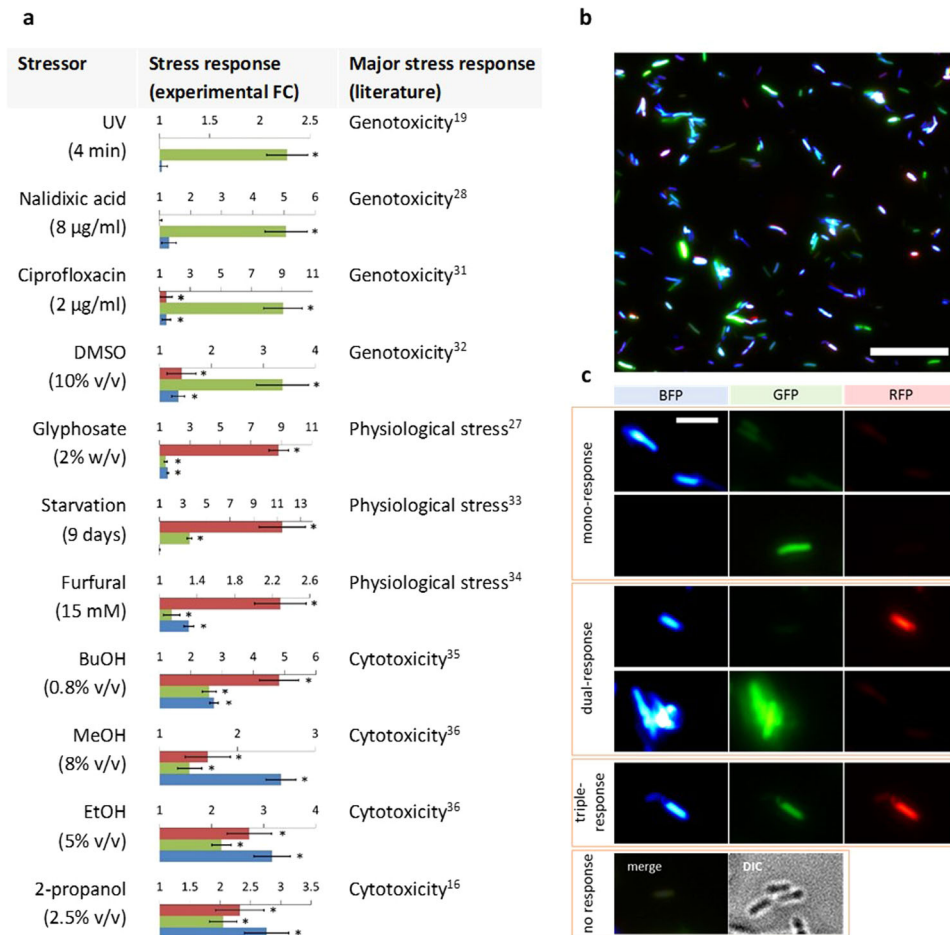 a
Stressor Stress response Major stress response
(experimental FC) (literature)
UV 1 1.5 2 2.5 Genotoxicity19
(4 min) *
Nalidixic acid 1 2 3 4 5 6 Genotoxicity28
(8 µg/ml) *
Ciprofloxacin 1 3 5 7 9 11 Genotoxicity31
(2 µg/ml) * * *
DMSO 1 2 3 4 Genotoxicity32
(10% v/v) * * *
Glyphosate 1 3 5 7 9 11 Physiological stress27
(2% w/v) * * *
Starvation 1 3 5 7 9 11 13 Physiological stress33
(9 days) * *
Furfural 1 1.4 1.8 2.2 2.6 Physiological stress34
(15 mM) * * *
BuOH 1 2 3 4 5 6 Cytotoxicity35
(0.8% v/v) * * *
MeOH 1 2 3 Cytotoxicity36
(8% v/v) * * *
EtOH 1 2 3 4 Cytotoxicity36
(5% v/v) * * *
2-propanol 1 1.5 2 2.5 3 3.5 Cytotoxicity16
(2.5% v/v) * * *
b
c
BFP GFP RFP
mono-response
dual-response
triple-
response
no response
merge DIC